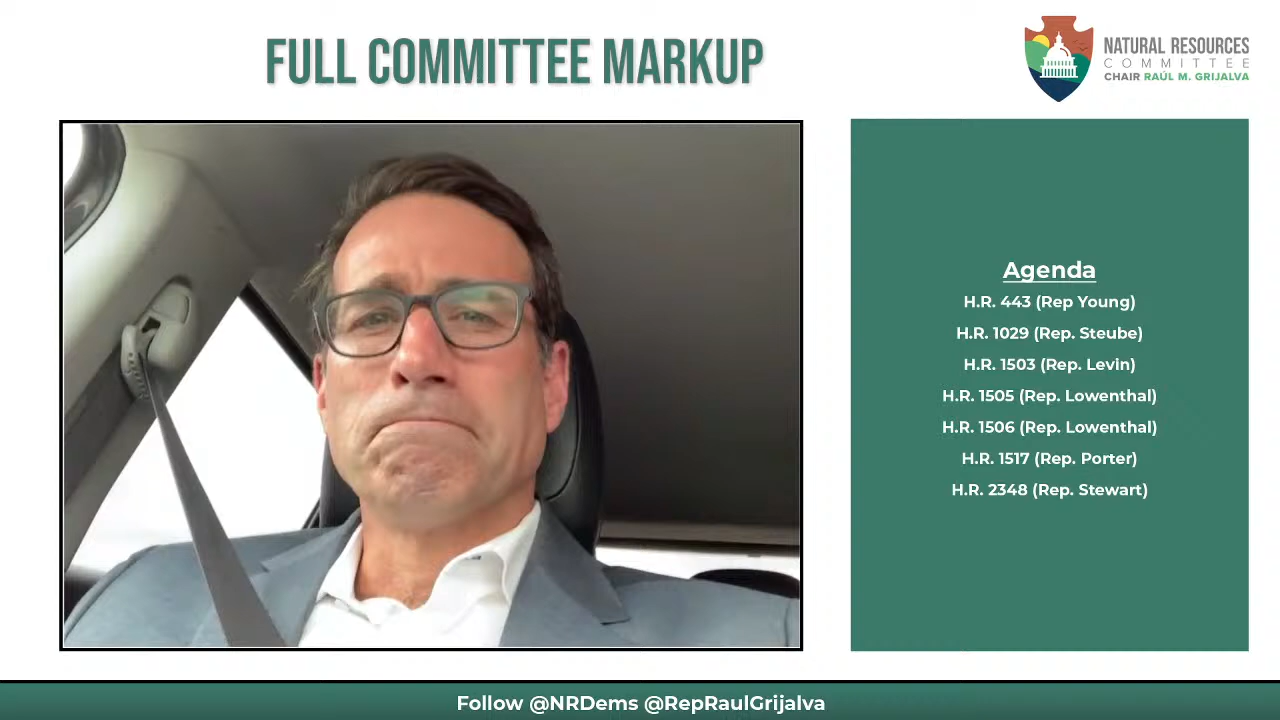 FULL COMMITTEE MARKUP
NATURAL RESOURCES
COMMITTEE
CHAIR RAÚL M. GRIJALVA
Agenda
H.R. 443 (Rep Young)
H.R. 1029 (Rep. Steube)
H.R. 1503 (Rep. Levin)
H.R. 1505 (Rep. Lowenthal)
H.R. 1506 (Rep. Lowenthal)
H.R. 1517 (Rep. Porter)
H.R. 2348 (Rep. Stewart)
Follow @NRDems @RepRaulGrijalva